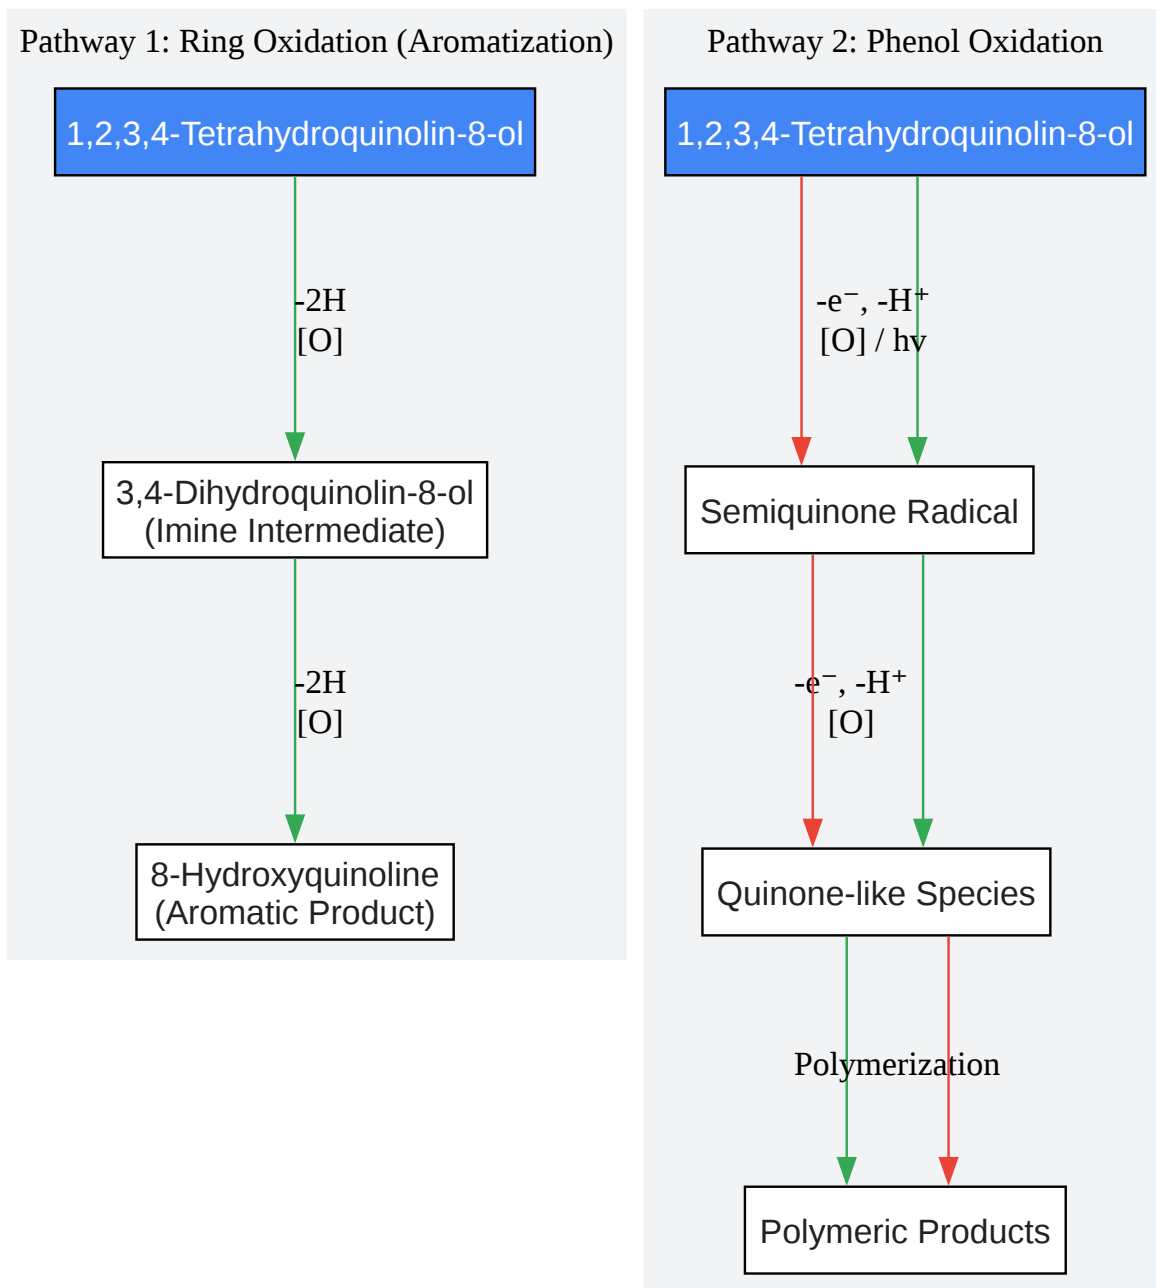 Pathway 1: Ring Oxidation (Aromatization)
1,2,3,4-Tetrahydroquinolin-8-ol
-2H
[O]
3,4-Dihydroquinolin-8-ol
(Imine Intermediate)
-2H
[O]
8-Hydroxyquinoline
(Aromatic Product)
Pathway 2: Phenol Oxidation
1,2,3,4-Tetrahydroquinolin-8-ol
-e⁻, -H⁺
[O] / hv
Semiquinone Radical
-e⁻, -H⁺
[O]
Quinone-like Species
Polymerization
Polymeric Products